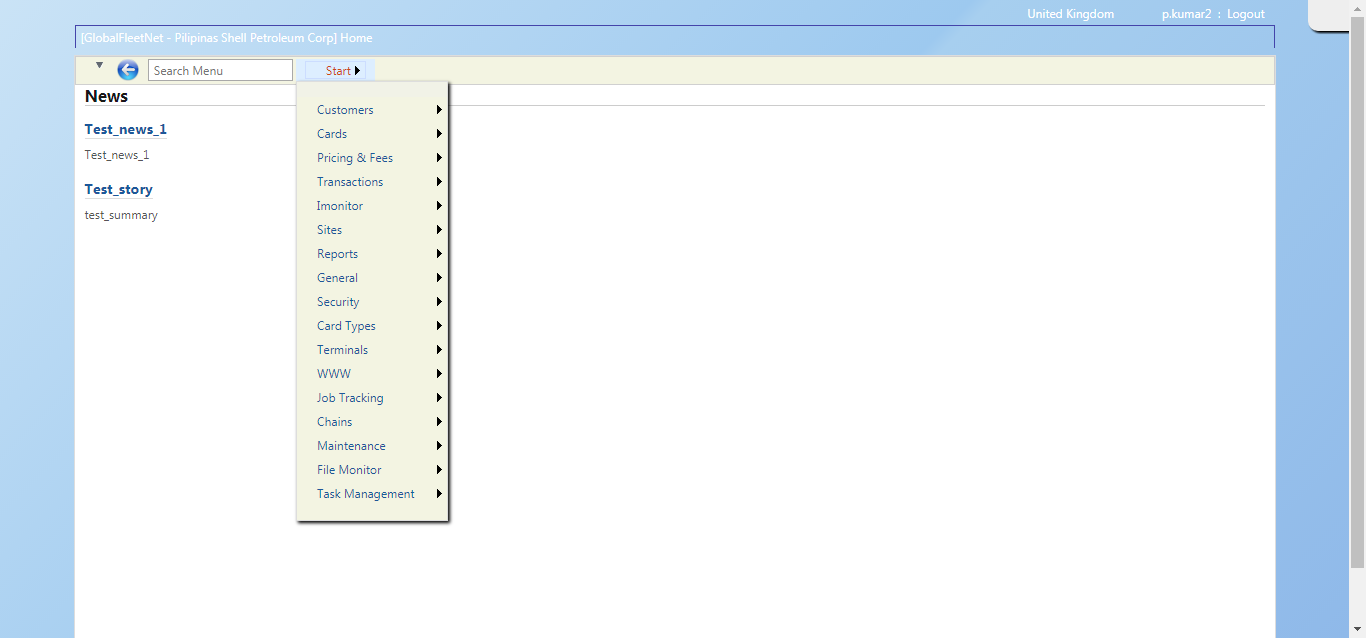 United Kingdom p.kumar2 : Logout
[GlobalFleetNet - Pilipinas Shell Petroleum Corp] Home
Search Menu Start
News
Test_news_1
Test_news_1
Test_story
test_summary
Customers
Cards
Pricing & Fees
Transactions
Imonitor
Sites
Reports
General
Security
Card Types
Terminals
WWW
Job Tracking
Chains
Maintenance
File Monitor
Task Management